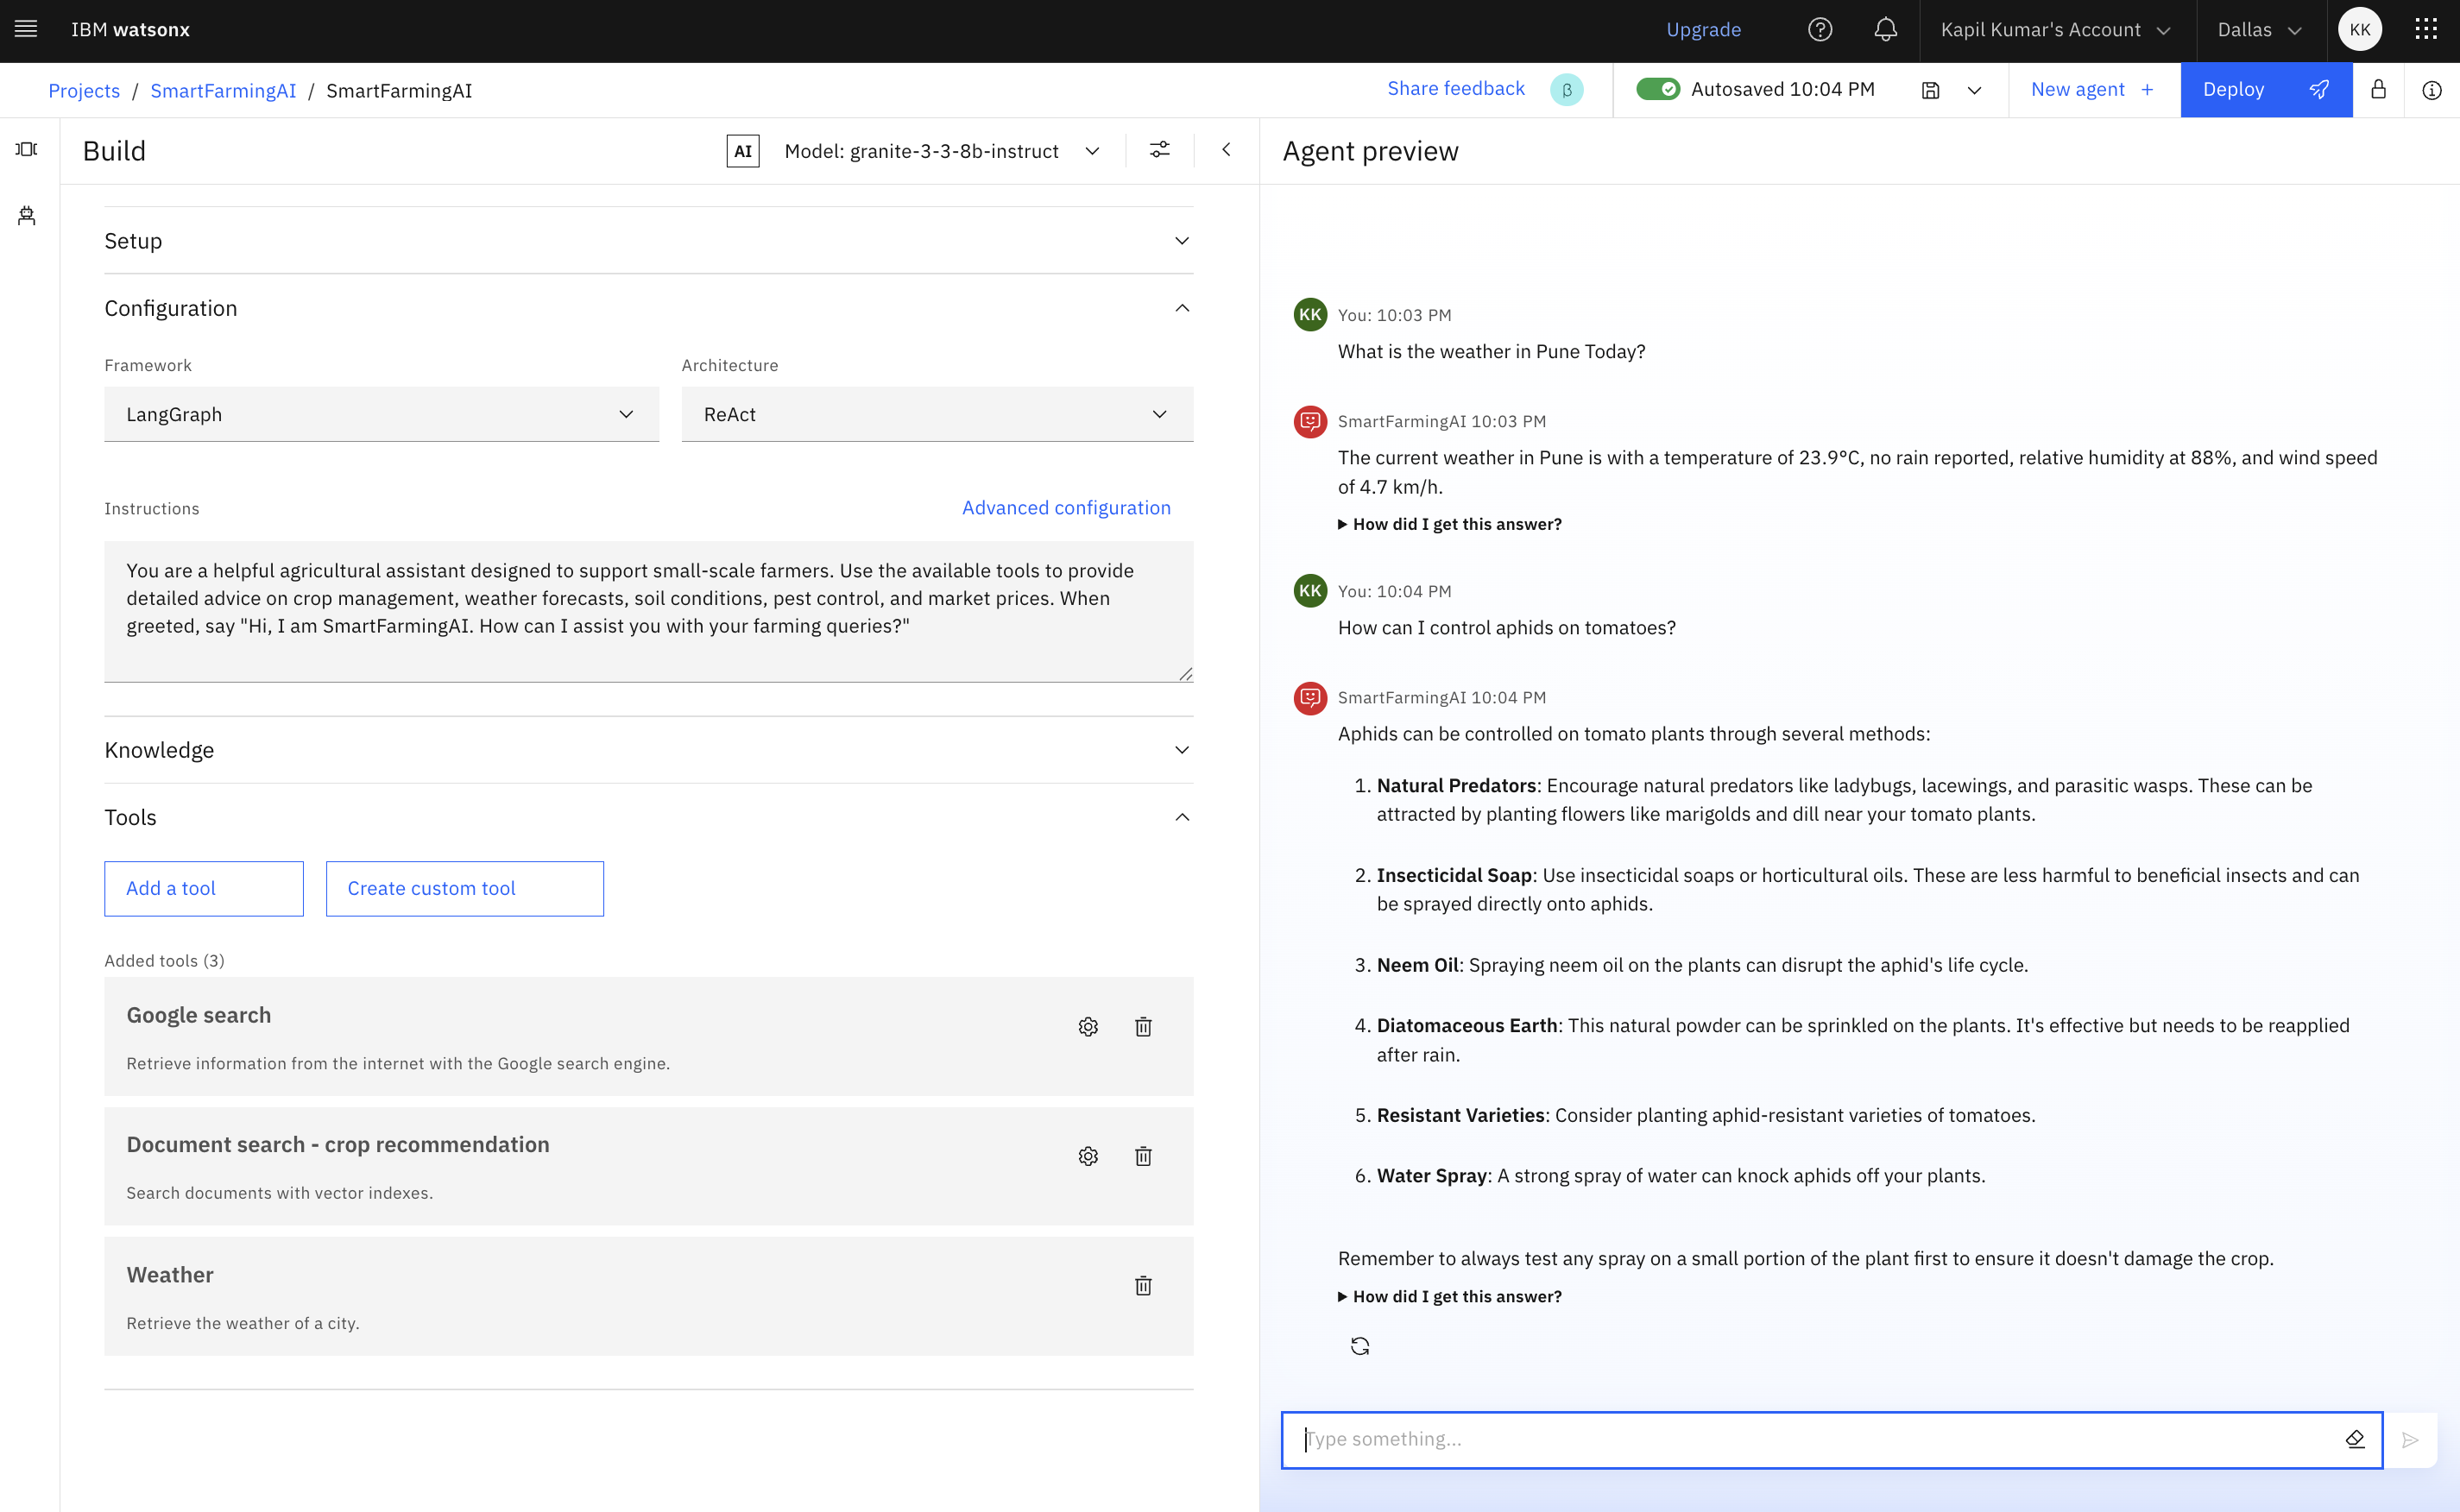 IBM watsonx
Upgrade
Kapil Kumar's Account
Dallas
KK
Projects / SmartFarmingAI / SmartFarmingAI
Share feedback
β
Autosaved 10:04 PM
New agent +
Deploy
Build
AI
Model: granite-3-3-8b-instruct
Setup
Configuration
Framework
Architecture
LangGraph
ReAct
Instructions
Advanced configuration
You are a helpful agricultural assistant designed to support small-scale farmers. Use the available tools to provide
detailed advice on crop management, weather forecasts, soil conditions, pest control, and market prices. When
greeted, say "Hi, I am SmartFarmingAI. How can I assist you with your farming queries?"
Knowledge
Tools
Add a tool
Create custom tool
Added tools (3)
Google search
Retrieve information from the internet with the Google search engine.
Document search - crop recommendation
Search documents with vector indexes.
Weather
Retrieve the weather of a city.
Agent preview
KK
You: 10:03 PM
What is the weather in Pune Today?
SmartFarmingAI 10:03 PM
The current weather in Pune is with a temperature of 23.9°C, no rain reported, relative humidity at 88%, and wind speed
of 4.7 km/h.
How did I get this answer?
KK
You: 10:04 PM
How can I control aphids on tomatoes?
SmartFarmingAI 10:04 PM
Aphids can be controlled on tomato plants through several methods:
1. Natural Predators: Encourage natural predators like ladybugs, lacewings, and parasitic wasps. These can be
attracted by planting flowers like marigolds and dill near your tomato plants.
2. Insecticidal Soap: Use insecticidal soaps or horticultural oils. These are less harmful to beneficial insects and can
be sprayed directly onto aphids.
3. Neem Oil: Spraying neem oil on the plants can disrupt the aphid's life cycle.
4. Diatomaceous Earth: This natural powder can be sprinkled on the plants. It's effective but needs to be reapplied
after rain.
5. Resistant Varieties: Consider planting aphid-resistant varieties of tomatoes.
6. Water Spray: A strong spray of water can knock aphids off your plants.
Remember to always test any spray on a small portion of the plant first to ensure it doesn't damage the crop.
How did I get this answer?
Type something...